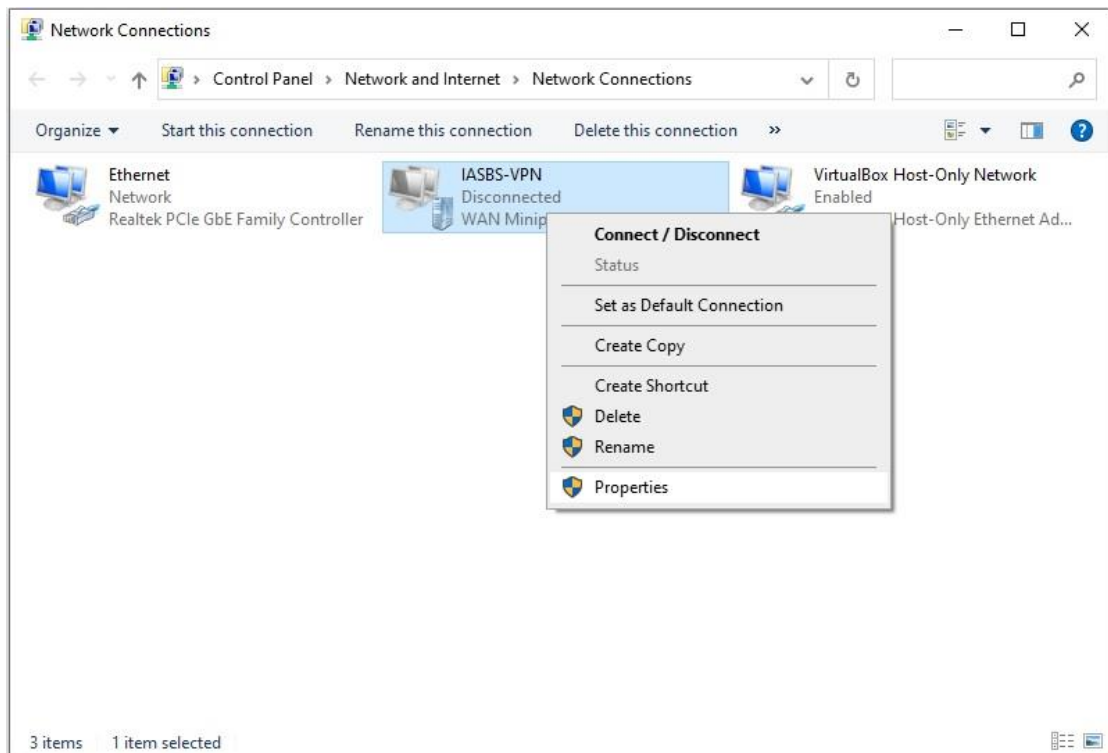 Network Connections
Control Panel > Network and Internet > Network Connections
Organize Start this connection Rename this connection Delete this connection »
Ethernet
Network
Realtek PCIe GbE Family Controller
IASBS-VPN
Disconnected
WAN Minip
VirtualBox Host-Only Network
Enabled
Host-Only Ethernet Ad...
Connect / Disconnect
Status
Set as Default Connection
Create Copy
Create Shortcut
Delete
Rename
Properties
3 items 1 item selected